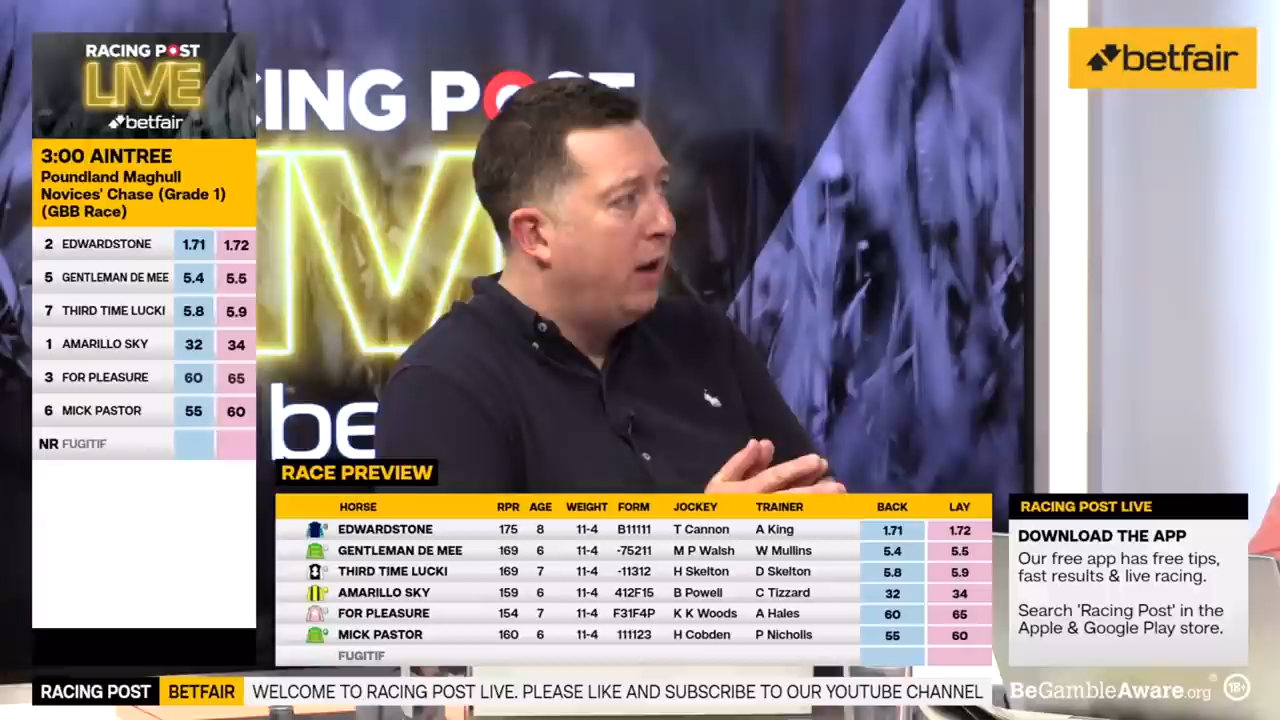 RACING POST
LIVE
betfair
3:00 AINTREE
Poundland Maghull
Novices' Chase (Grade 1)
(GBB Race)
2 EDWARDSTONE 1.71 1.72
5 GENTLEMAN DE MEE 5.4 5.5
7 THIRD TIME LUCKI 5.8 5.9
1 AMARILLO SKY 32 34
3 FOR PLEASURE 60 65
6 MICK PASTOR 55 60
NR FUGITIF
CING POST
be
betfair
RACE PREVIEW
HORSE RPR AGE WEIGHT FORM JOCKEY TRAINER BACK LAY
EDWARDSTONE 175 8 11-4 B11111 T Cannon A King 1.71 1.72
GENTLEMAN DE MEE 169 6 11-4 -75211 M P Walsh W Mullins 5.4 5.5
THIRD TIME LUCKI 169 7 11-4 -11312 H Skelton D Skelton 5.8 5.9
AMARILLO SKY 159 6 11-4 412F15 B Powell C Tizzard 32 34
FOR PLEASURE 154 7 11-4 F31F4P K K Woods A Hales 60 65
MICK PASTOR 160 6 11-4 111123 H Cobden P Nicholls 55 60
FUGITIF
RACING POST LIVE
DOWNLOAD THE APP
Our free app has free tips,
fast results & live racing.
Search 'Racing Post' in the
Apple & Google Play store.
RACING POST BETFAIR WELCOME TO RACING POST LIVE. PLEASE LIKE AND SUBSCRIBE TO OUR YOUTUBE CHANNEL
BeGambleAware.org® 18+